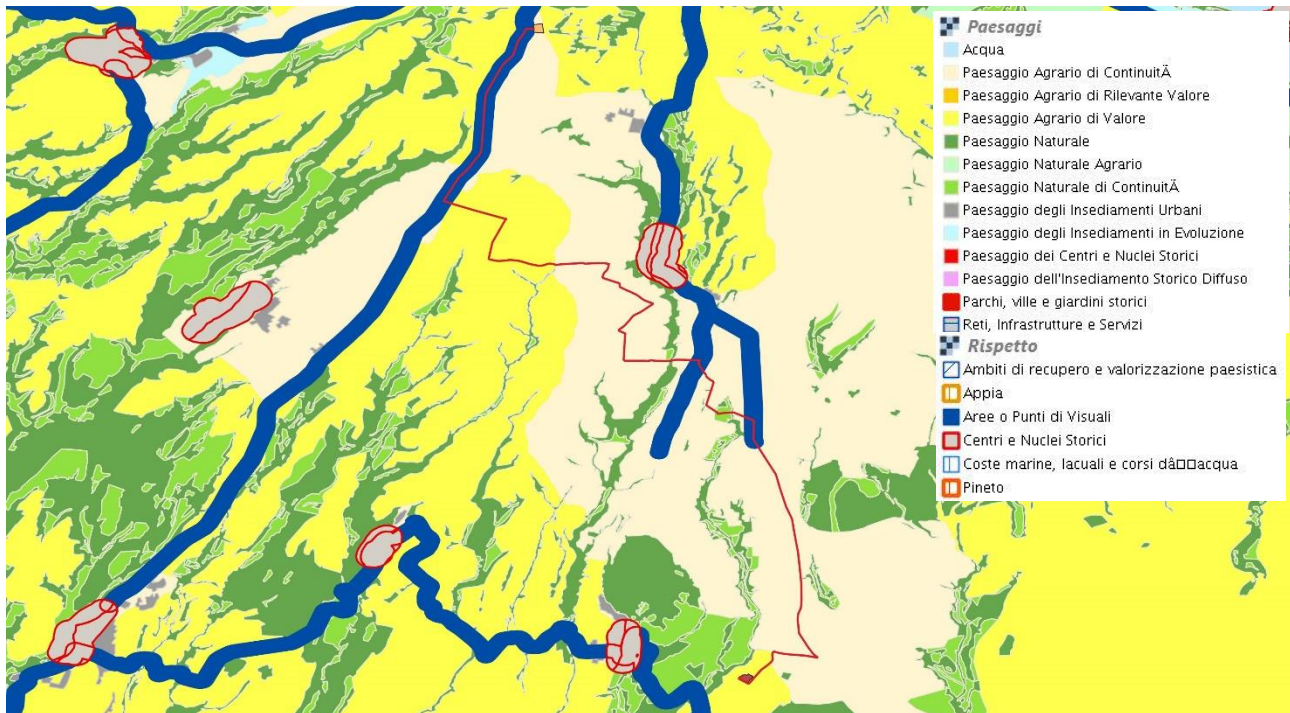 Paesaggi
Acqua
Paesaggio Agrario di ContinuitÃ
Paesaggio Agrario di Rilevante Valore
Paesaggio Agrario di Valore
Paesaggio Naturale
Paesaggio Naturale Agrario
Paesaggio Naturale di ContinuitÃ
Paesaggio degli Insediamenti Urbani
Paesaggio degli Insediamenti in Evoluzione
Paesaggio dei Centri e Nuclei Storici
Paesaggio dell'Insediamento Storico Diffuso
Parchi, ville e giardini storici
Reti, Infrastrutture e Servizi
Rispetto
Ambiti di recupero e valorizzazione paesistica
Appia
Aree o Punti di Visuali
Centri e Nuclei Storici
Coste marine, lacuali e corsi dâ□□acqua
Pineto